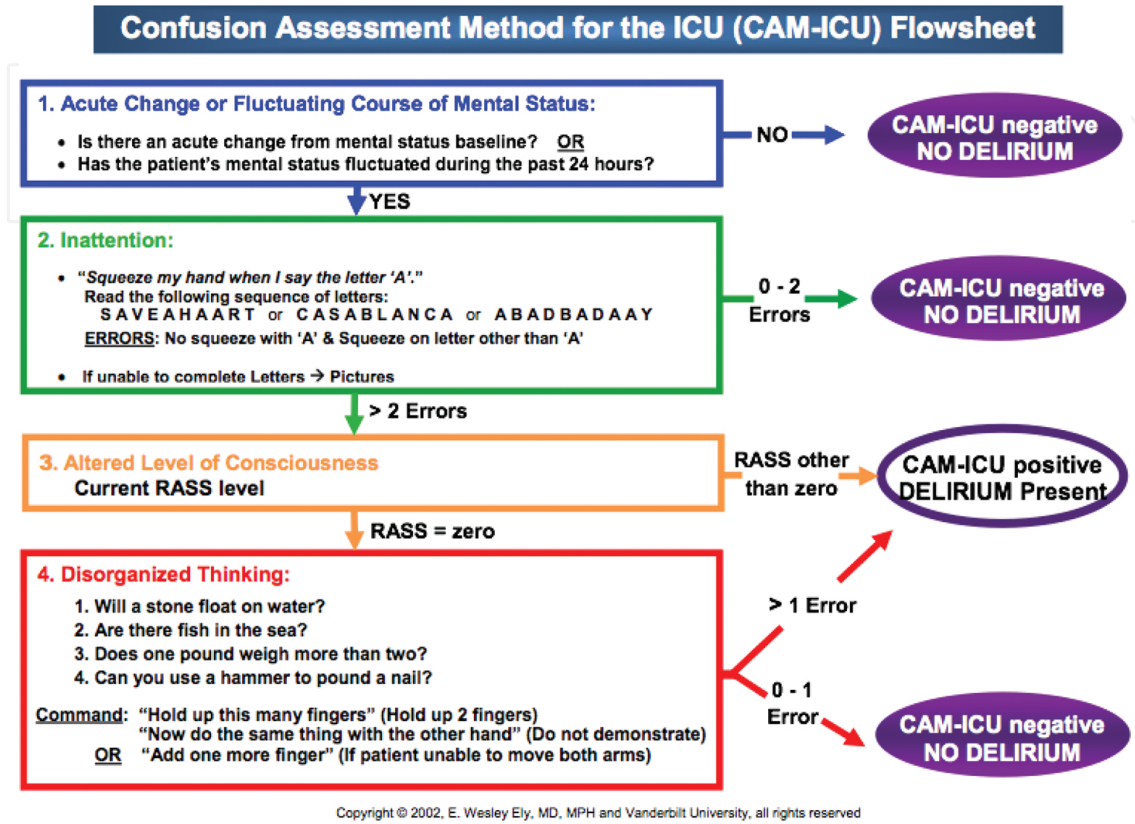 Confusion Assessment Method for the ICU (CAM-ICU) Flowsheet
1. Acute Change or Fluctuating Course of Mental Status:
• Is there an acute change from mental status baseline? OR
• Has the patient's mental status fluctuated during the past 24 hours?
NO
CAM-ICU negative
NO DELIRIUM
YES
2. Inattention:
• "Squeeze my hand when I say the letter 'A'."
Read the following sequence of letters:
S A V E A H A A R T or C A S A B L A N C A or A B A D B A D A A Y
ERRORS: No squeeze with 'A' & Squeeze on letter other than 'A'
• If unable to complete Letters → Pictures
0 - 2
Errors
CAM-ICU negative
NO DELIRIUM
> 2 Errors
3. Altered Level of Consciousness
Current RASS level
RASS other
than zero
CAM-ICU positive
DELIRIUM Present
RASS = zero
4. Disorganized Thinking:
1. Will a stone float on water?
2. Are there fish in the sea?
3. Does one pound weigh more than two?
4. Can you use a hammer to pound a nail?
Command: "Hold up this many fingers" (Hold up 2 fingers)
"Now do the same thing with the other hand" (Do not demonstrate)
OR "Add one more finger" (If patient unable to move both arms)
> 1 Error
0 - 1
Error
CAM-ICU negative
NO DELIRIUM
Copyright © 2002, E. Wesley Ely, MD, MPH and Vanderbilt University, all rights reserved